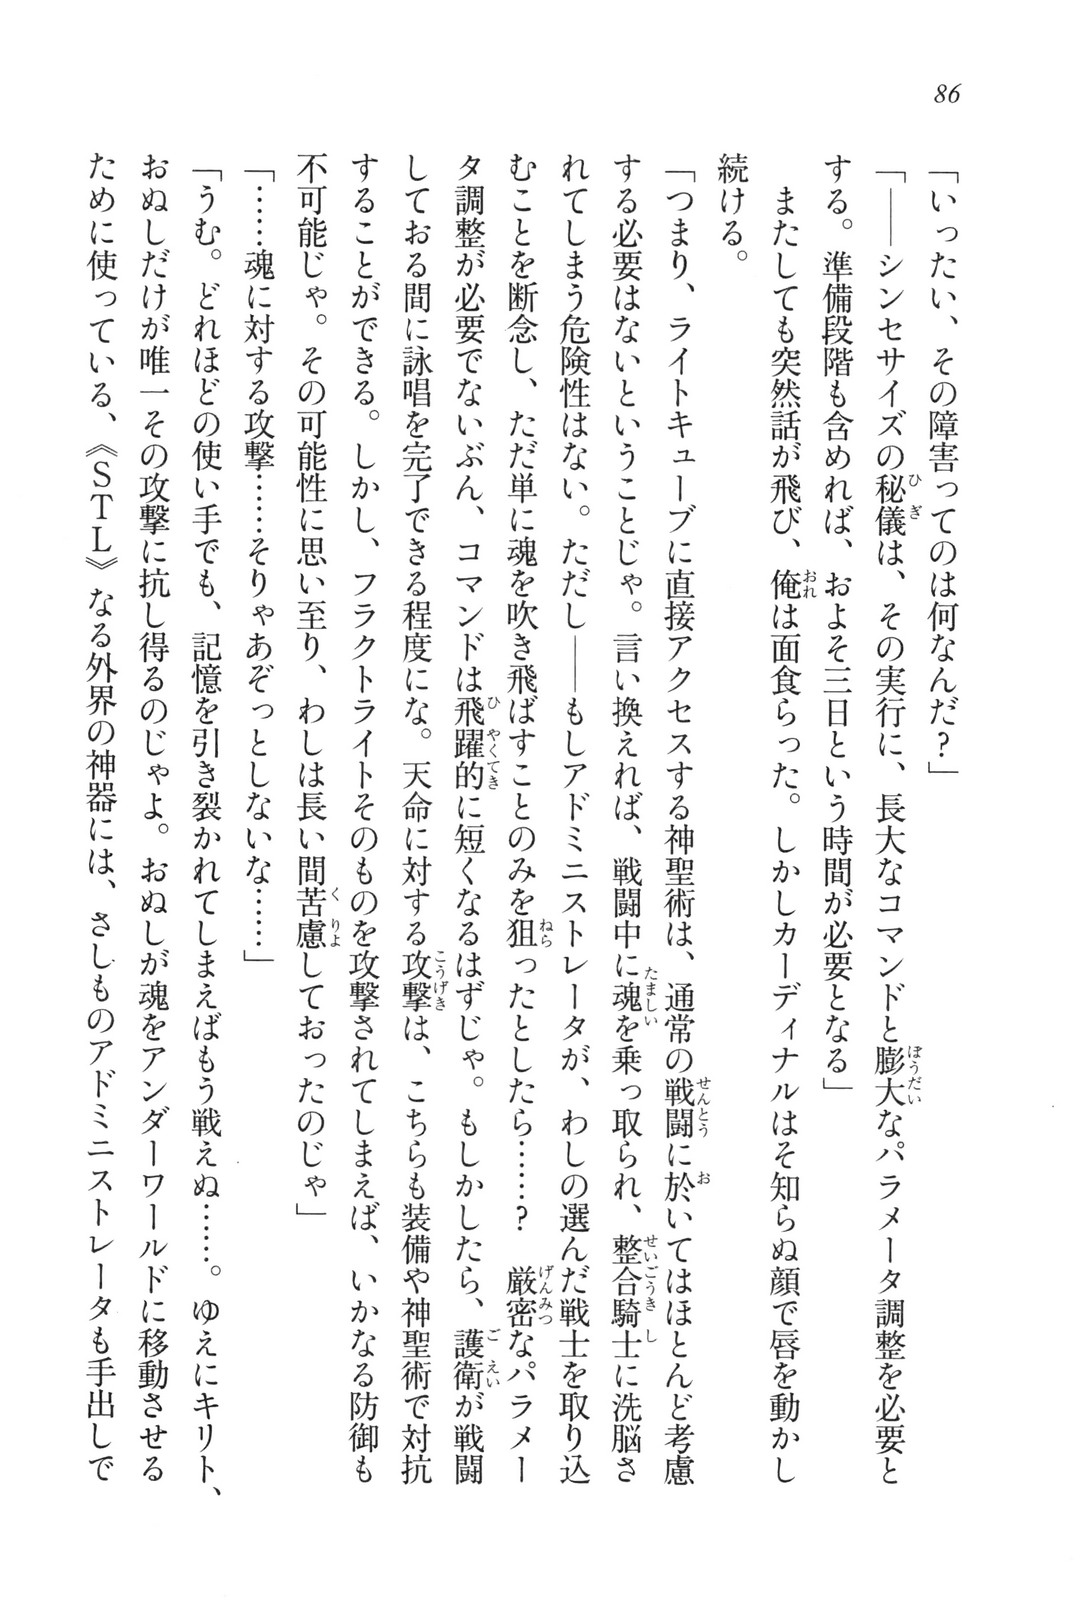 86
「いったい、その障害ってのは何なんだ？」
「――シンセサイズの秘儀は、その実行に、長大なコマンドと膨大なパラメータ調整を必要と
する。準備段階も含めれば、およそ三日という時間が必要となる」
　またしても突然話が飛び、俺は面食らった。しかしカーディナルはそ知らぬ顔で唇を動かし
続ける。
「つまり、ライトキューブに直接アクセスする神聖術は、通常の戦闘に於いてはほとんど考慮
する必要はないということじゃ。言い換えれば、戦闘中に魂を乗っ取られ、整合騎士に洗脳さ
れてしまう危険性はない。ただし――もしアドミニストレータが、わしの選んだ戦士を取り込
むことを断念し、ただ単に魂を吹き飛ばすことのみを狙ったとしたら……？　厳密なパラメー
タ調整が必要でないぶん、コマンドは飛躍的に短くなるはずじゃ。もしかしたら、護衛が戦闘
しておる間に詠唱を完了できる程度にな。天命に対する攻撃は、こちらも装備や神聖術で対抗
することができる。しかし、フラクトライトそのものを攻撃されてしまえば、いかなる防御も
不可能じゃ。その可能性に思い至り、わしは長い間苦慮しておったのじゃ」
「……魂に対する攻撃……そりゃあぞっとしないな……」
「うむ。どれほどの使い手でも、記憶を引き裂かれてしまえばもう戦えぬ……。ゆえにキリト、
おぬしだけが唯一その攻撃に抗し得るのじゃよ。おぬしが魂をアンダーワールドに移動させる
ために使っている、《ＳＴＬ》なる外界の神器には、さしものアドミニストレータも手出しで